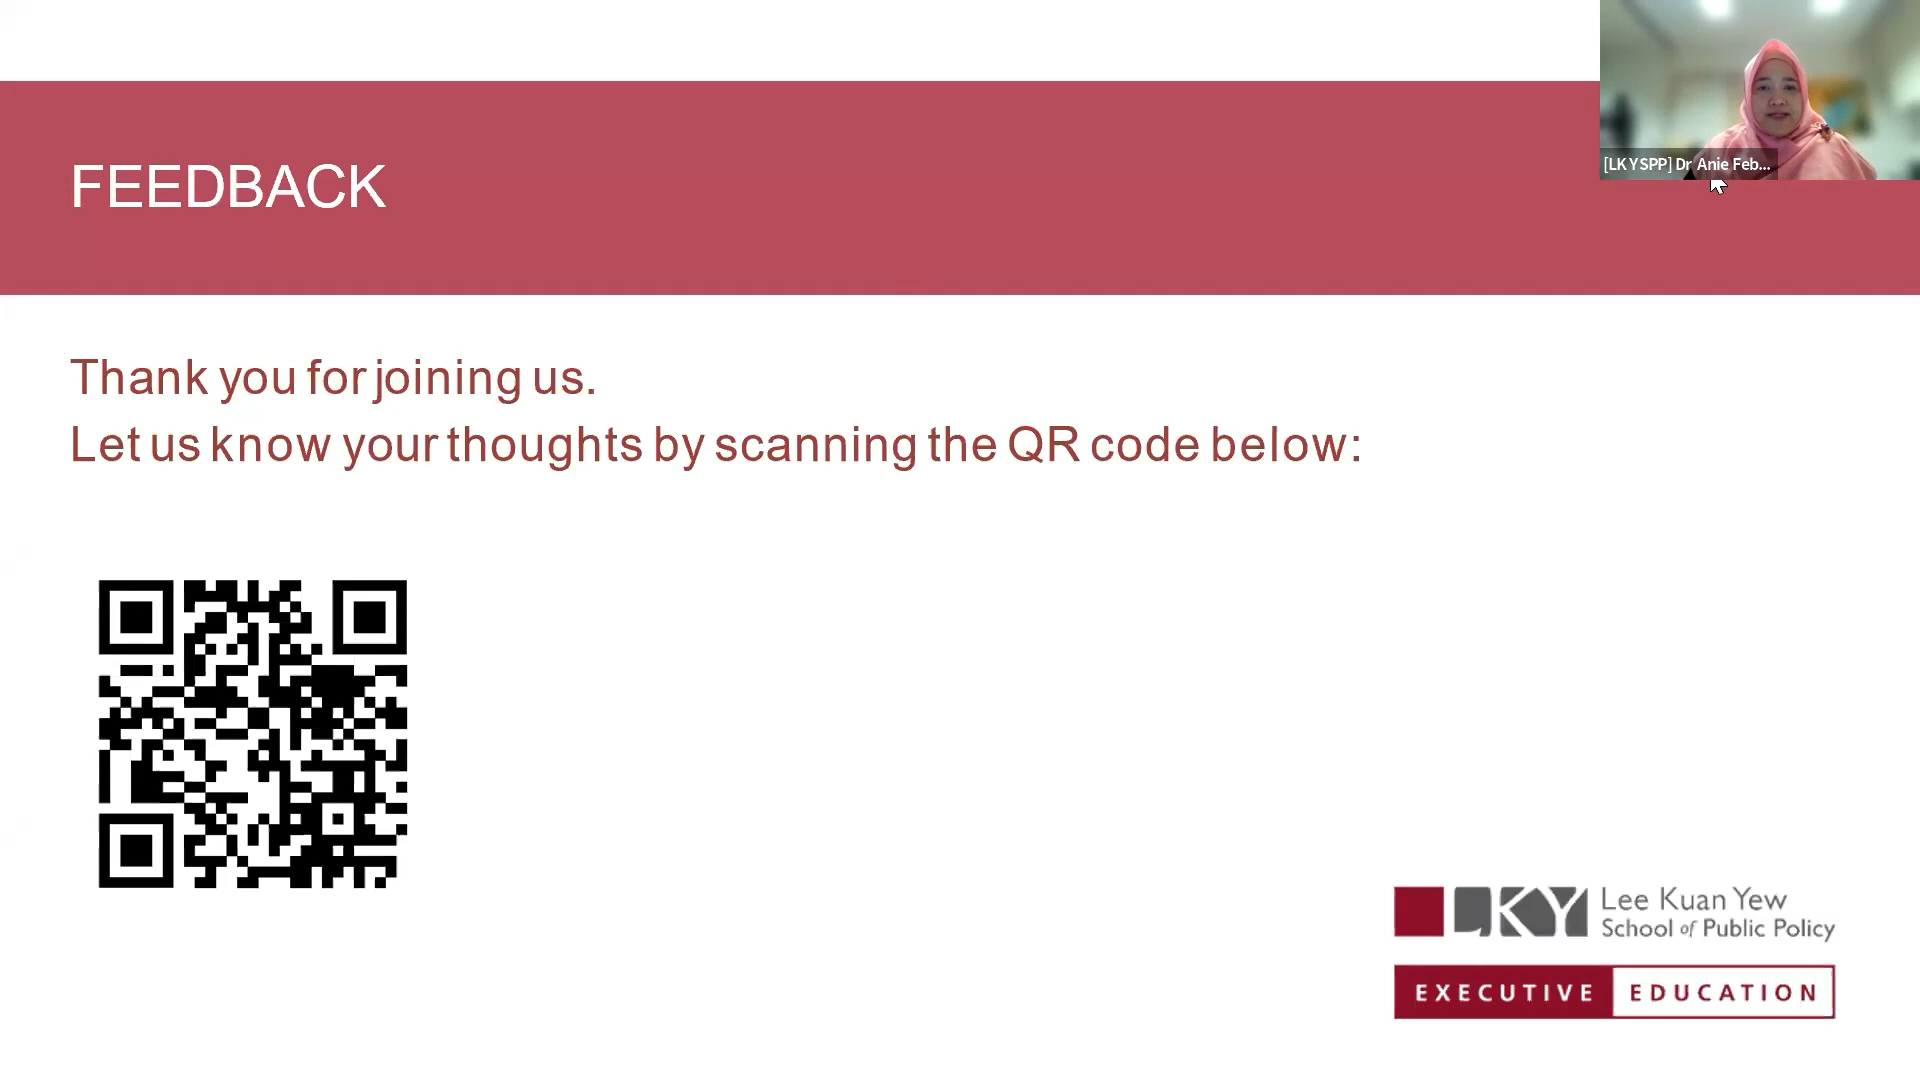 [LKYSPP] Dr Anie Feb...
FEEDBACK
Thank you for joining us.
Let us know your thoughts by scanning the QR code below:
LKY
Lee Kuan Yew
School of Public Policy
EXECUTIVE EDUCATION